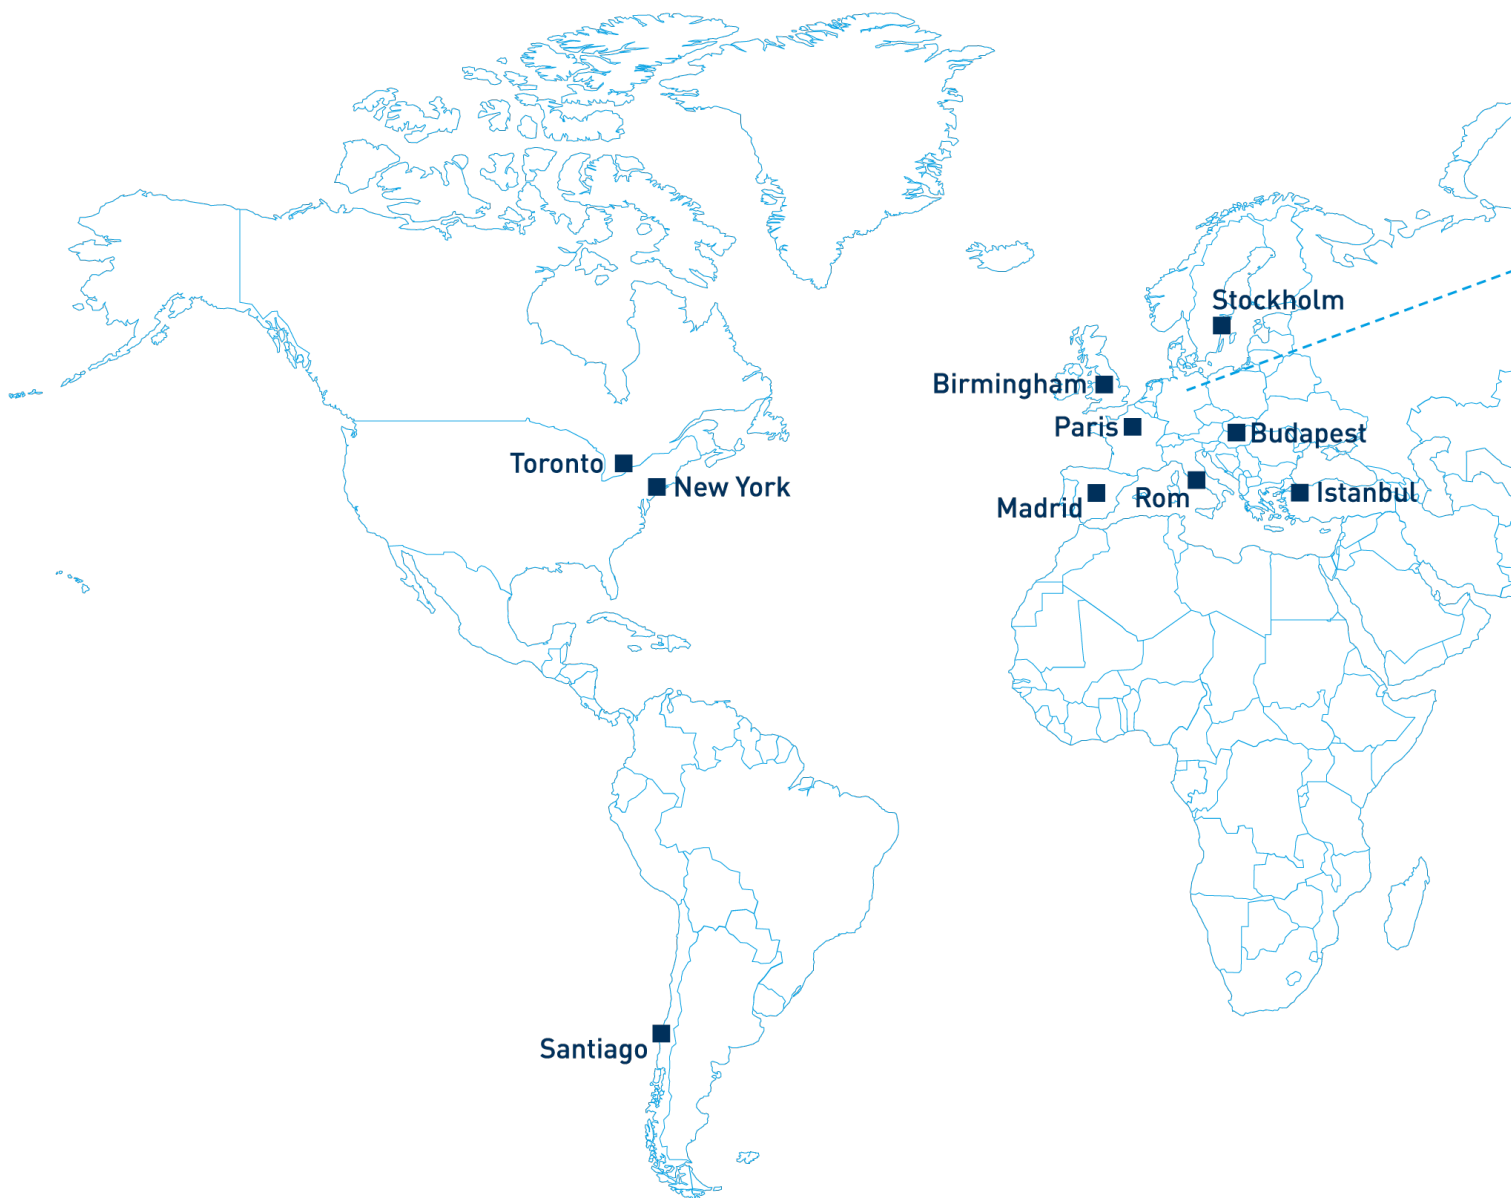 Stockholm
Birmingham
Paris
Budapest
Toronto
New York
Madrid
Rom
Istanbul
Santiago